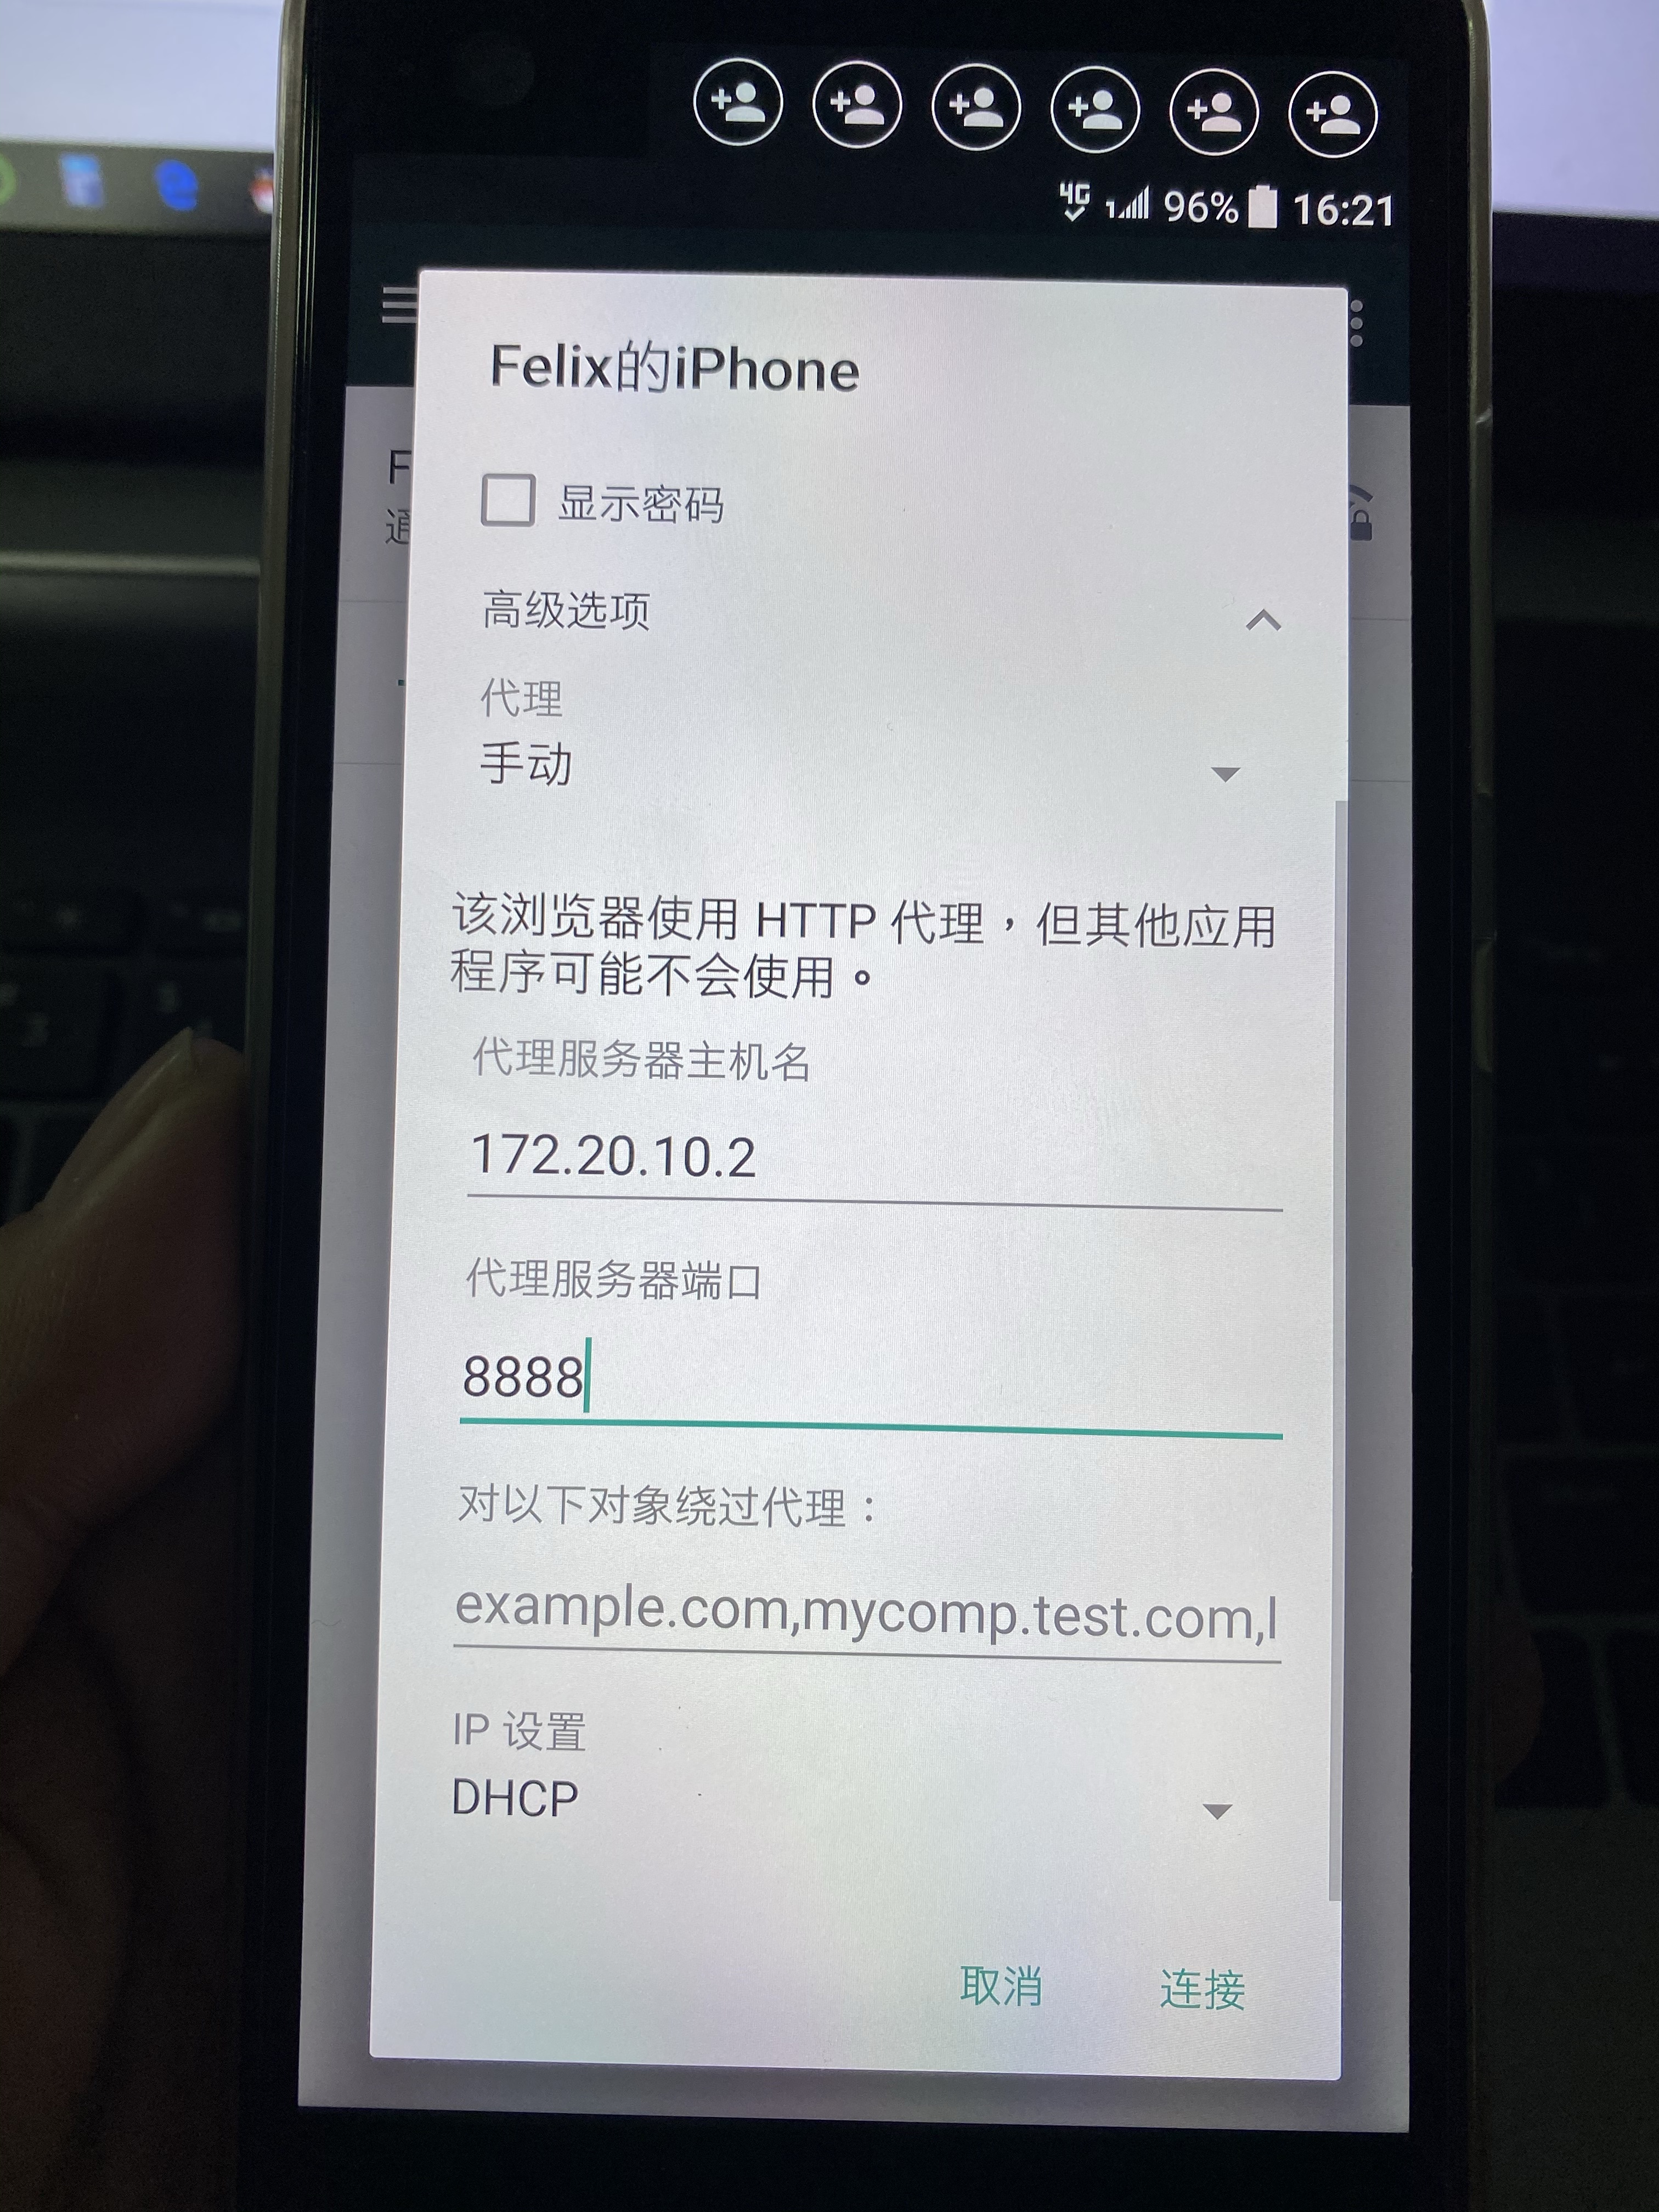 4G 96% 16:21
Felix的iPhone
显示密码
高级选项
代理
手动
该浏览器使用 HTTP 代理，但其他应用
程序可能不会使用。
代理服务器主机名
172.20.10.2
代理服务器端口
8888
对以下对象绕过代理：
example.com,mycomp.test.com,l
IP 设置
DHCP
取消 连接